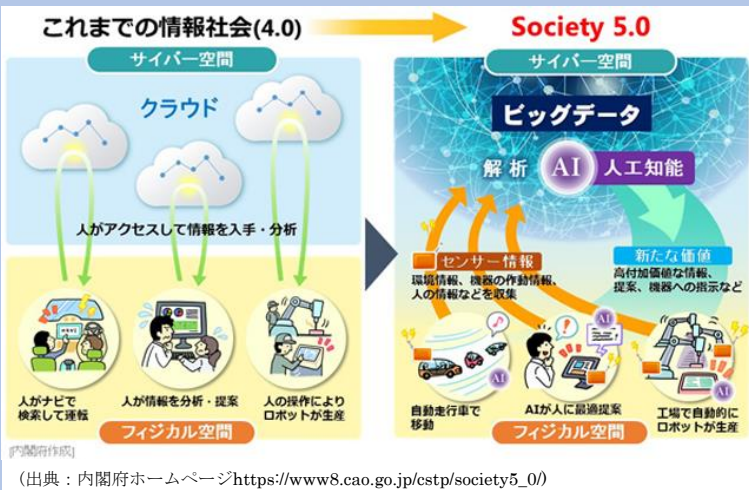 これまでの情報社会(4.0)
Society 5.0
サイバー空間
クラウド
人がアクセスして情報を入手・分析
人がナビで
検索して運転
人が情報を分析・提案
人の操作により
ロボットが生産
フィジカル空間
サイバー空間
ビッグデータ
解析 AI 人工知能
センサー情報
環境情報、機器の作動情報、
人の情報などを収集
新たな価値
高付加価値な情報、
提案、機器への指示など
AI
AI
AI
自動走行車で
移動
AIが人に最適提案
工場で自動的に
ロボットが生産
フィジカル空間
[内閣府作成]
(出典：内閣府ホームページhttps://www8.cao.go.jp/cstp/society5_0/)